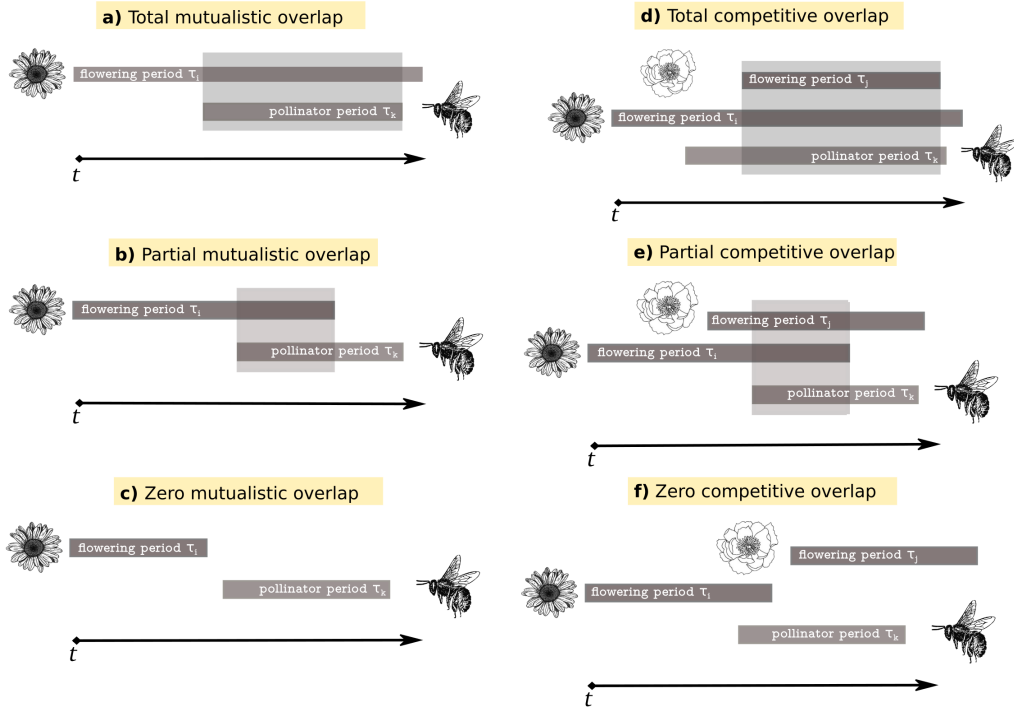 a) Total mutualistic overlap
flowering period τi
pollinator period τk
t
b) Partial mutualistic overlap
flowering period τi
pollinator period τk
t
c) Zero mutualistic overlap
flowering period τi
pollinator period τk
t
d) Total competitive overlap
flowering period τj
flowering period τi
pollinator period τk
t
e) Partial competitive overlap
flowering period τj
flowering period τi
pollinator period τk
t
f) Zero competitive overlap
flowering period τj
flowering period τi
pollinator period τk
t